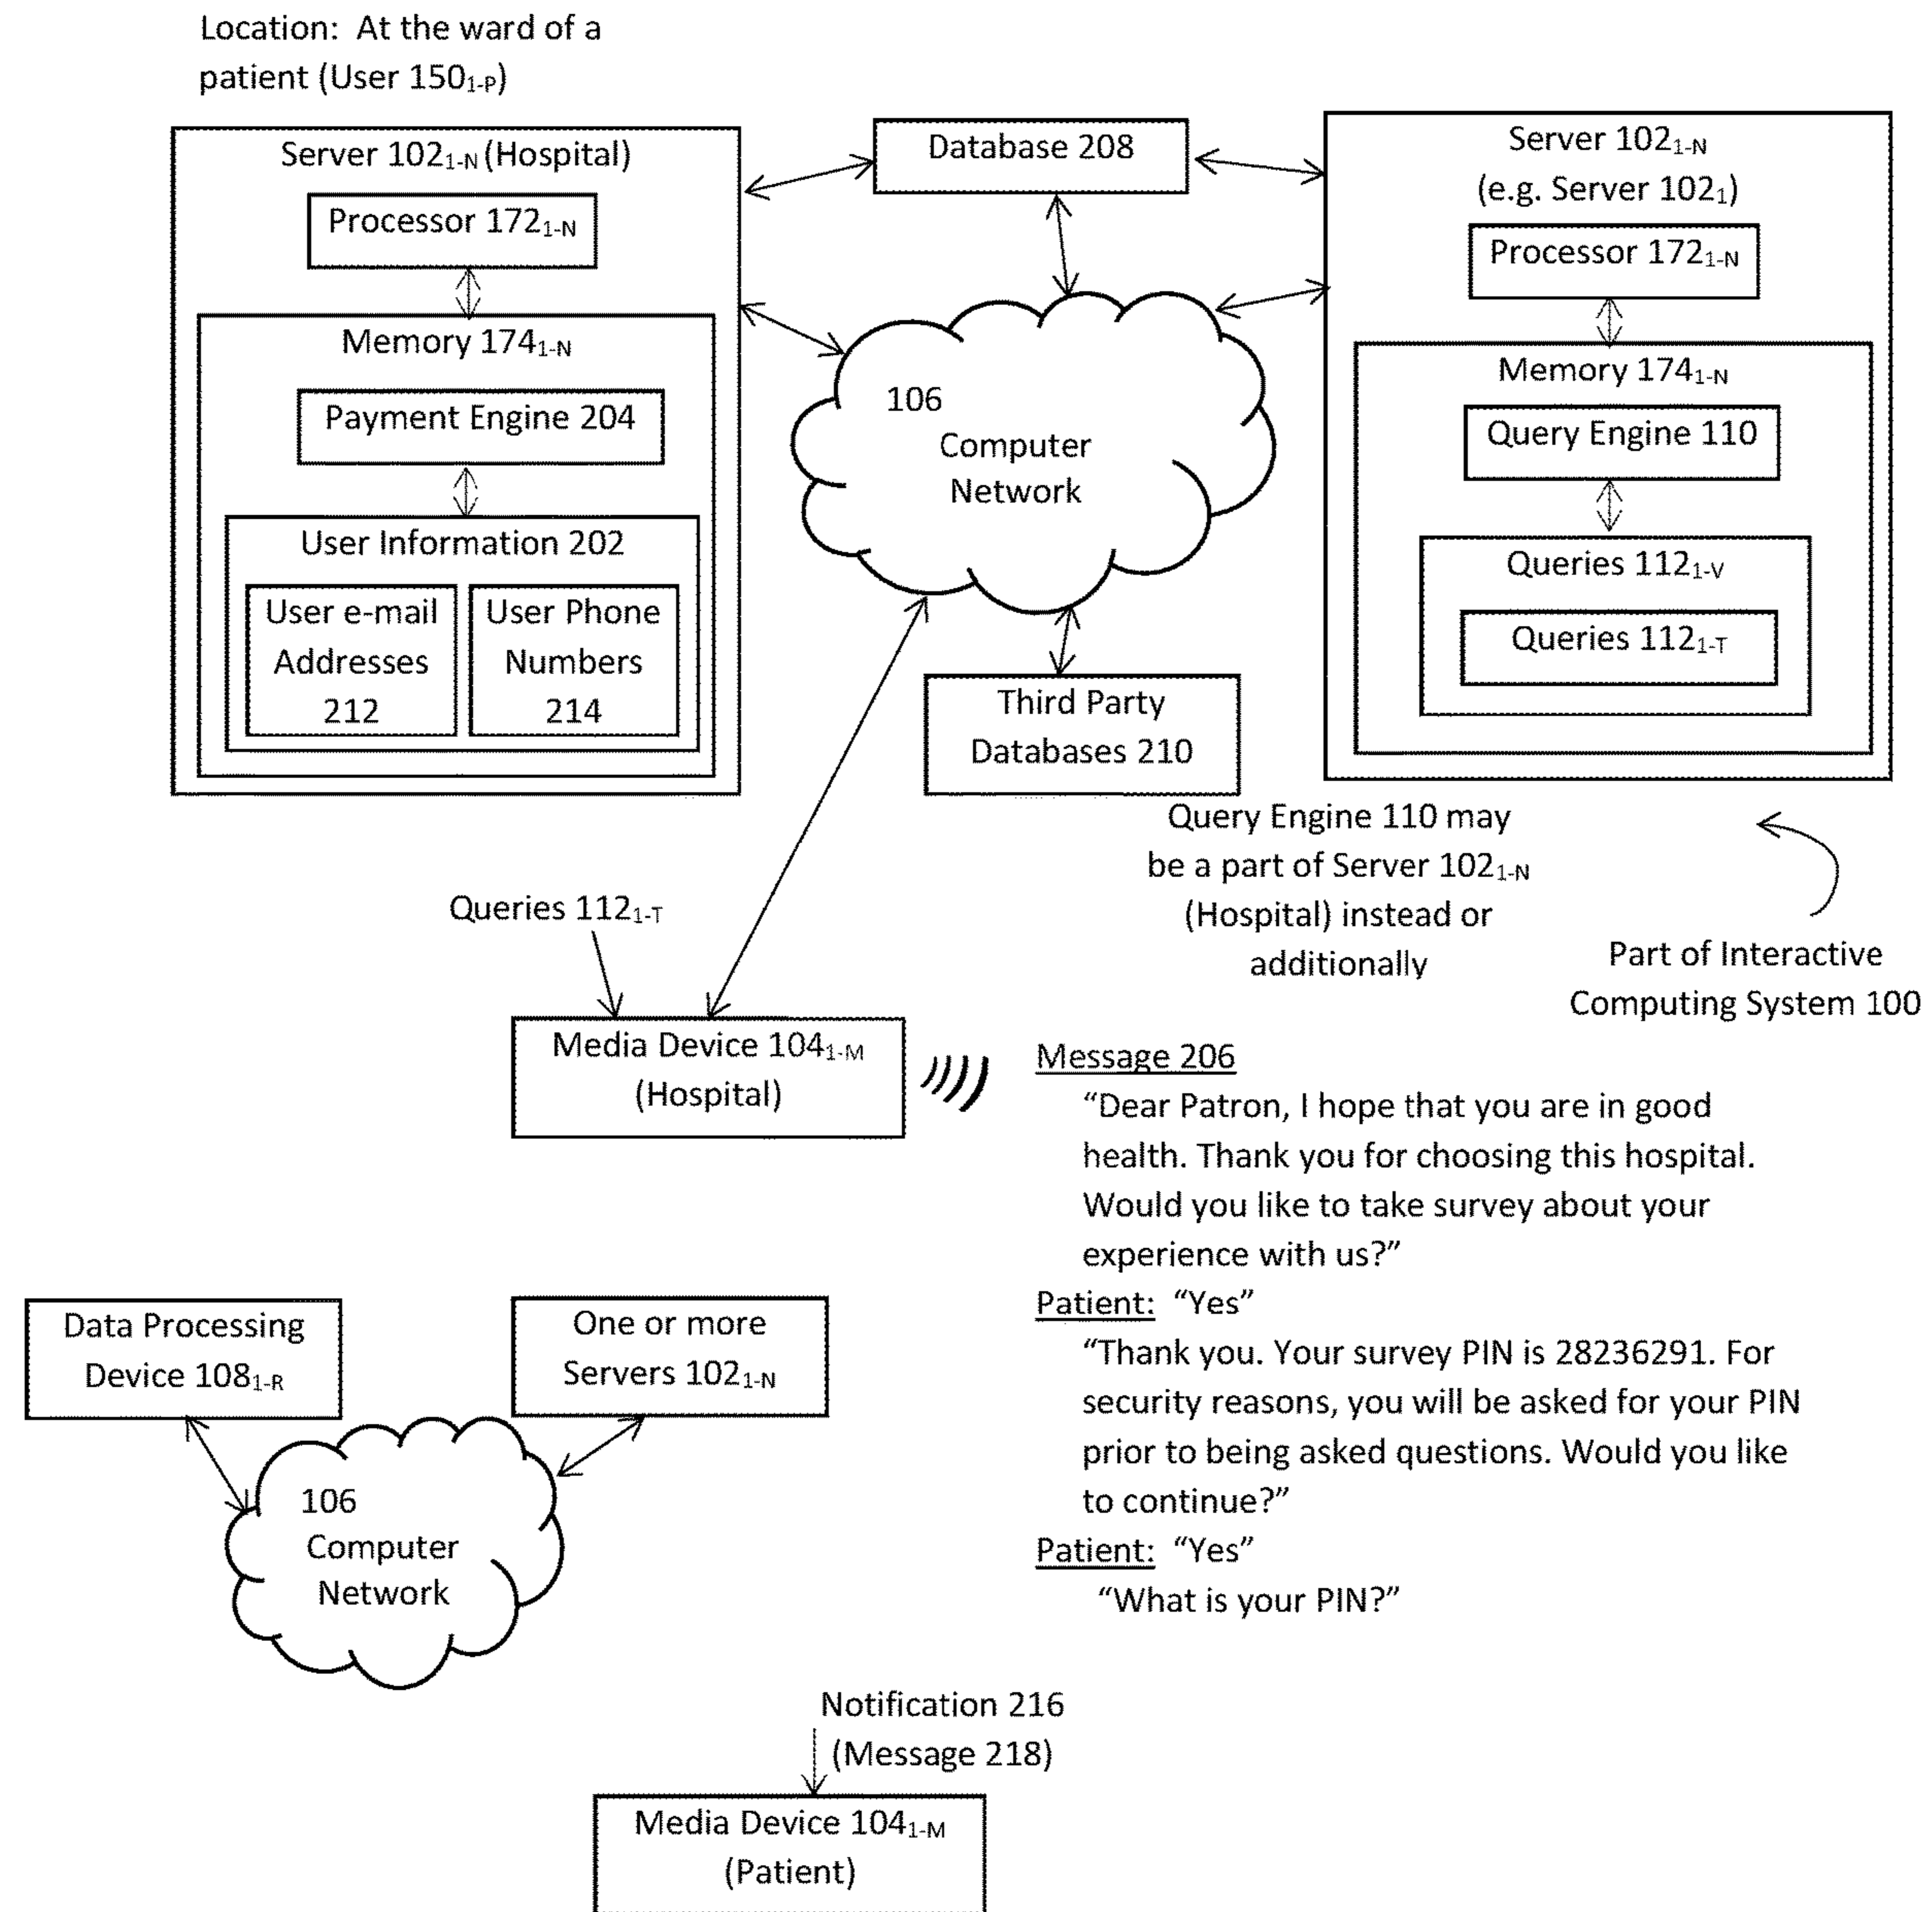 Location: At the ward of a
patient (User 150₁₋P)
Server 102₁₋N (Hospital)
Processor 172₁₋N
Memory 174₁₋N
Payment Engine 204
User Information 202
User e-mail
Addresses
212
User Phone
Numbers
214
Database 208
106
Computer
Network
Third Party
Databases 210
Server 102₁₋N
(e.g. Server 102₁)
Processor 172₁₋N
Memory 174₁₋N
Query Engine 110
Queries 112₁₋V
Queries 112₁₋T
Query Engine 110 may
be a part of Server 102₁₋N
(Hospital) instead or
additionally
Part of Interactive
Computing System 100
Queries 112₁₋T
Media Device 104₁₋M
(Hospital)
Message 206
“Dear Patron, I hope that you are in good
health. Thank you for choosing this hospital.
Would you like to take survey about your
experience with us?”
Patient: “Yes”
“Thank you. Your survey PIN is 28236291. For
security reasons, you will be asked for your PIN
prior to being asked questions. Would you like
to continue?”
Patient: “Yes”
“What is your PIN?”
Data Processing
Device 108₁₋R
One or more
Servers 102₁₋N
106
Computer
Network
Notification 216
(Message 218)
Media Device 104₁₋M
(Patient)